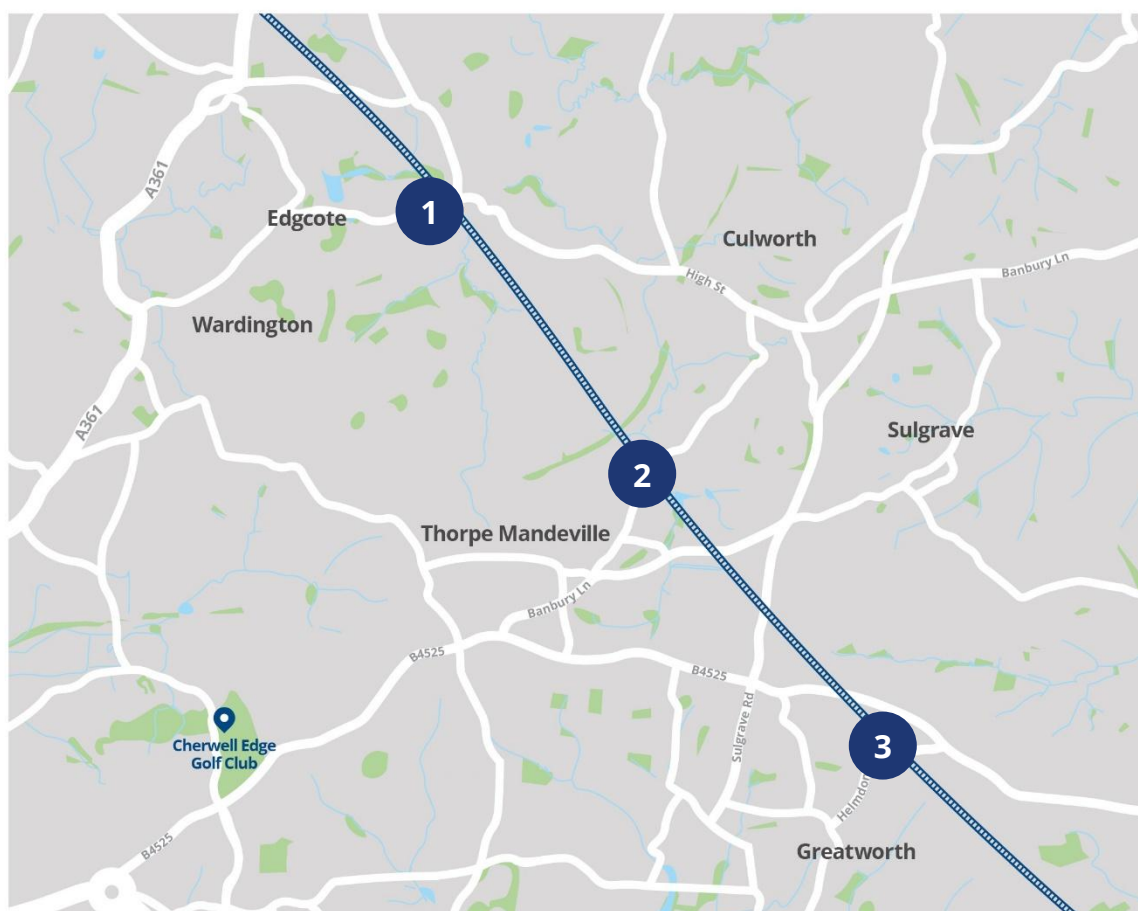 A361
1
Edgcote
Culworth
High St
Banbury Ln
Wardington
A361
Sulgrave
2
Thorpe Mandeville
Banbury Ln
B4525
B4525
Sulgrave Rd
Cherwell Edge
Golf Club
3
Greatworth
B4525